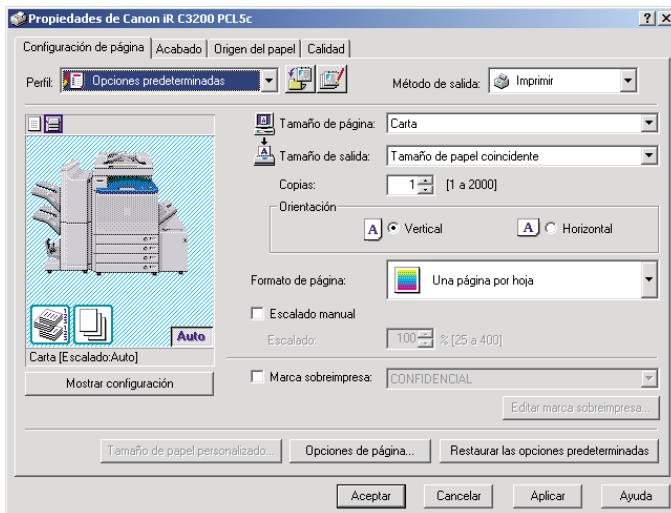 Propiedades de Canon iR C3200 PCL5c
Configuración de página Acabado Origen del papel Calidad
Perfil: Opciones predeterminadas Método de salida: Imprimir
Tamaño de página: Carta
Tamaño de salida: Tamaño de papel coincidente
Copias: 1 [1 a 2000]
Orientación
A Vertical A Horizontal
Formato de página: Una página por hoja
Escalado manual
Escalado: 100 % [25 a 400]
Auto
Carta [Escalado:Auto]
Mostrar configuración
Marca sobreimpresa: CONFIDENCIAL
Editar marca sobreimpresa...
Tamaño de papel personalizado... Opciones de página... Restaurar las opciones predeterminadas
Aceptar Cancelar Aplicar Ayuda